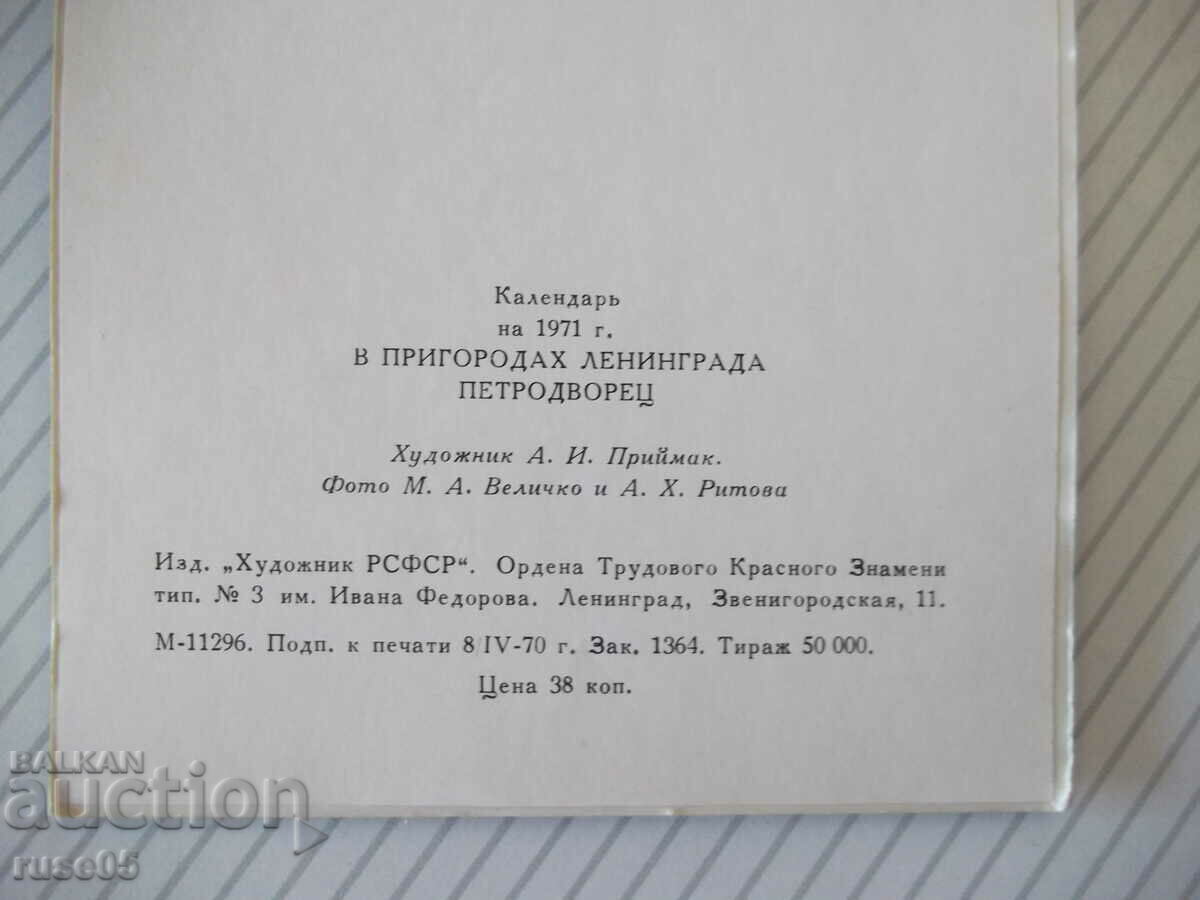 Календарь
на 1971 г.
В ПРИГОРОДАХ ЛЕНИНГРАДА
ПЕТРОДВОРЕЦ
Художник А. И. Приймак.
Фото М. А. Величко и А. Х. Ритова
Изд. „Художник РСФСР“. Ордена Трудового Красного Знамени
тип. № 3 им. Ивана Федорова. Ленинград, Звенигородская, 11.
М-11296. Подп. к печати 8/IV-70 г. Зак. 1364. Тираж 50 000.
Цена 38 коп.
BALKAN
auction
ruse05